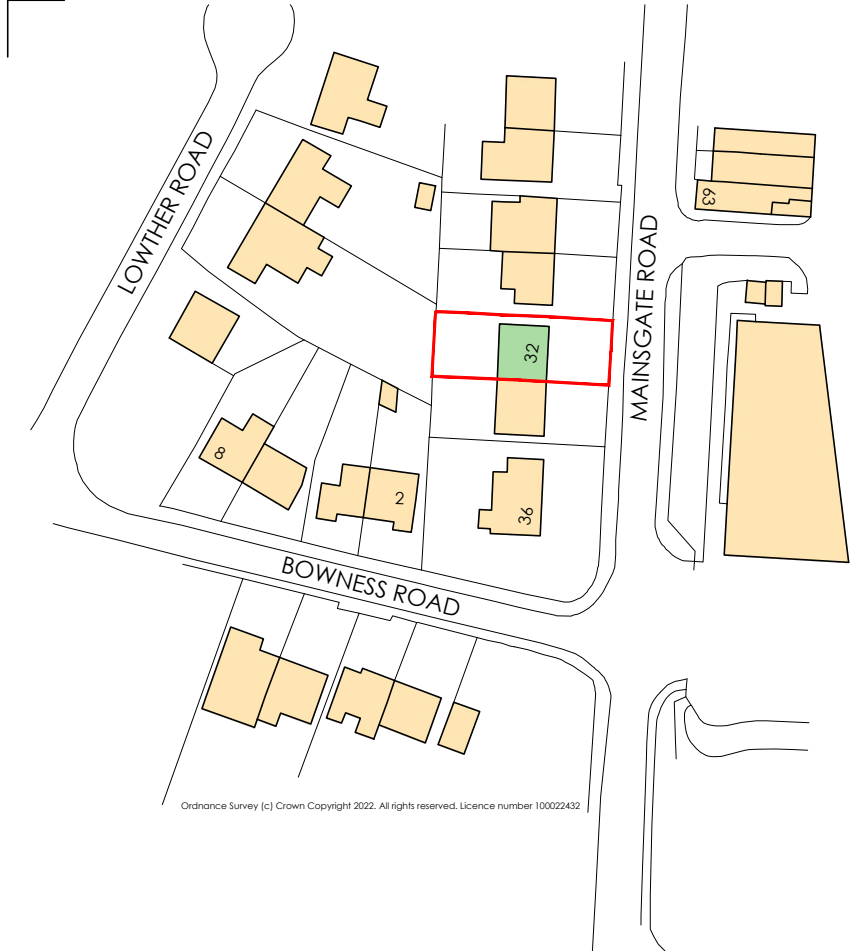 LOWTHER ROAD
63
MAINSGATE ROAD
32
8
2
36
BOWNESS ROAD
Ordnance Survey (c) Crown Copyright 2022. All rights reserved. Licence number 100022432